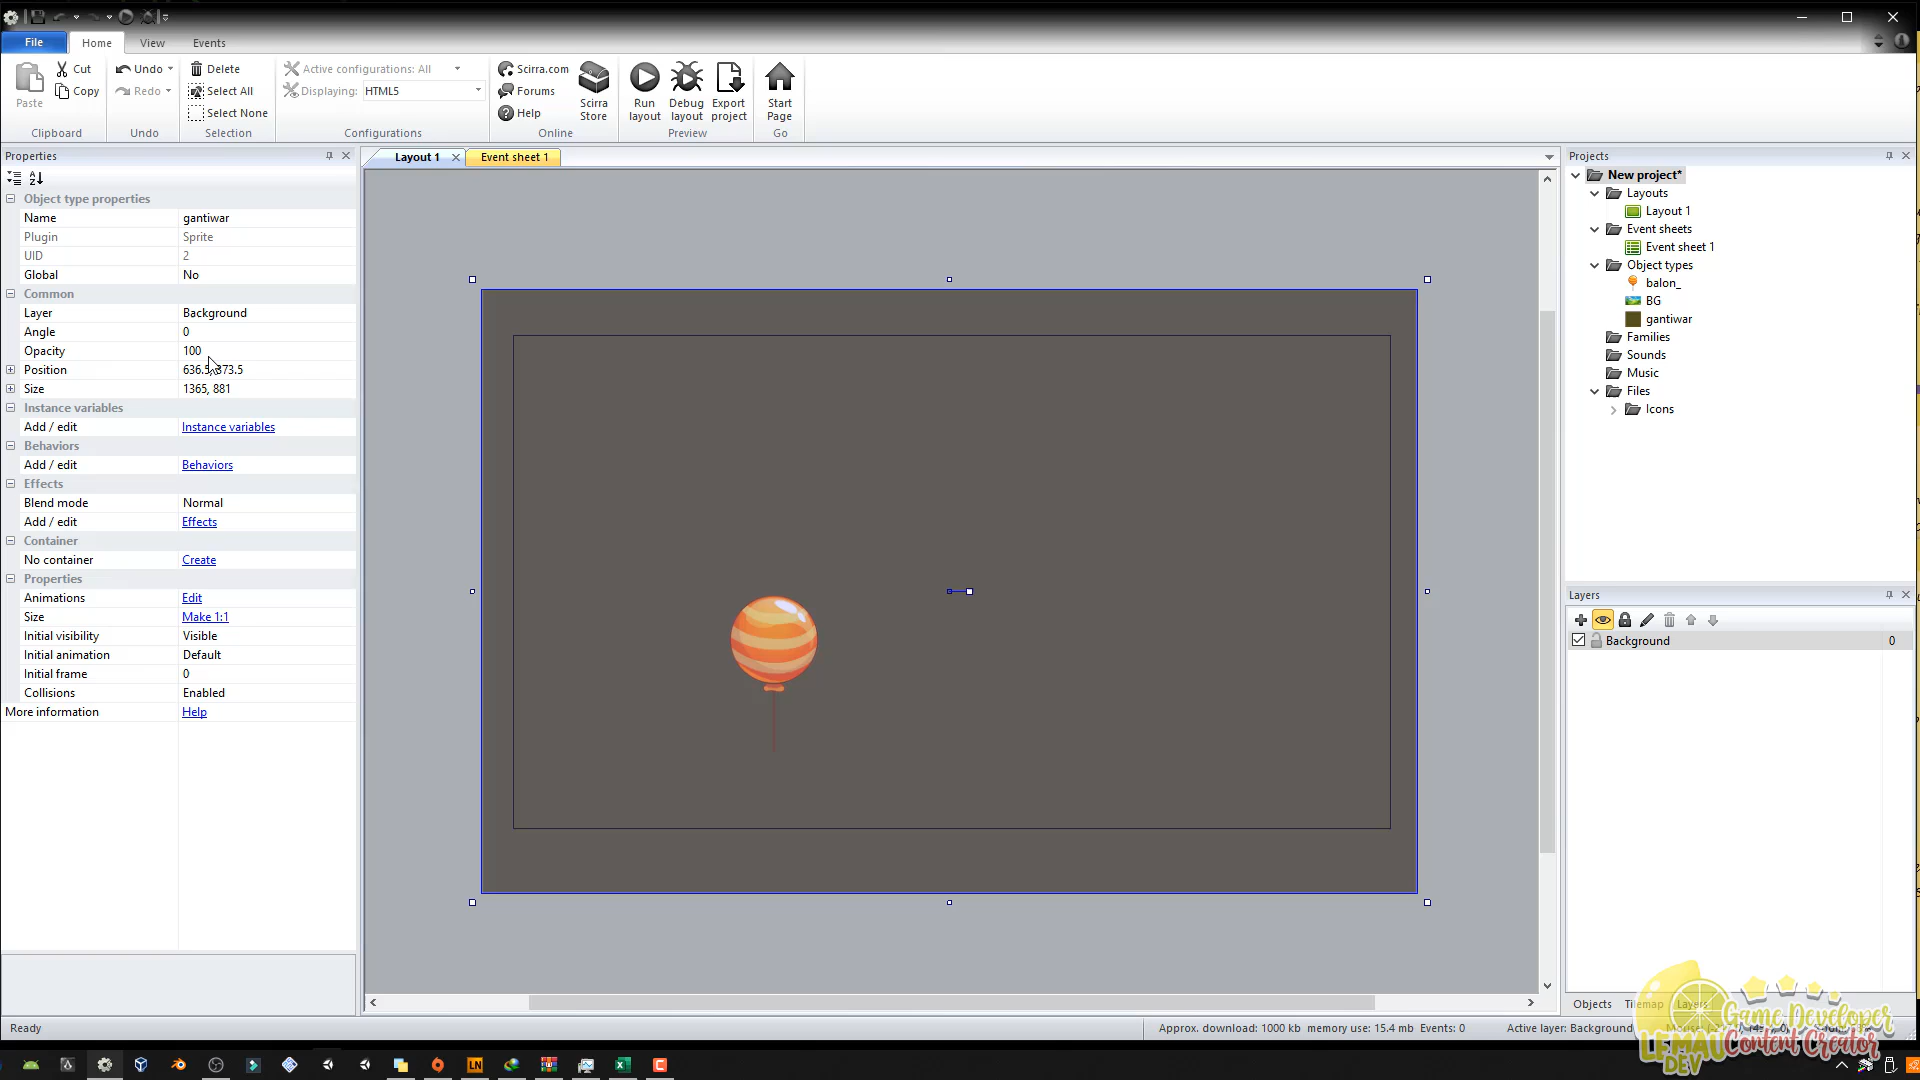 File
Home
View
Events
Paste
Cut
Copy
Clipboard
Undo
Redo
Undo
Delete
Select All
Select None
Selection
Active configurations: All
Displaying:
HTML5
Configurations
Scirra.com
Forums
Help
Scirra
Store
Online
Run
layout
Debug
layout
Export
project
Preview
Start
Page
Go
Properties
Object type properties
Name
gantiwar
Plugin
Sprite
UID
2
Global
No
Common
Layer
Background
Angle
0
Opacity
100
Position
Size
1365, 881
Instance variables
Add / edit
Instance variables
Behaviors
Add / edit
Behaviors
Effects
Blend mode
Normal
Add / edit
Effects
Container
No container
Create
Properties
Animations
Edit
Size
Make 1:1
Initial visibility
Visible
Initial animation
Default
Initial frame
0
Collisions
Enabled
More information
Help
Layout 1
Event sheet 1
Projects
New project*
Layouts
Layout 1
Event sheets
Event sheet 1
Object types
balon_
BG
gantiwar
Families
Sounds
Music
Files
Icons
Layers
Background
0
Objects
Tilemap
Layers
Ready
Approx. download: 1000 kb memory use: 15.4 mb Events: 0
Active layer: Background
Game Developer
Content Creator
LEMAU
DEV
LN